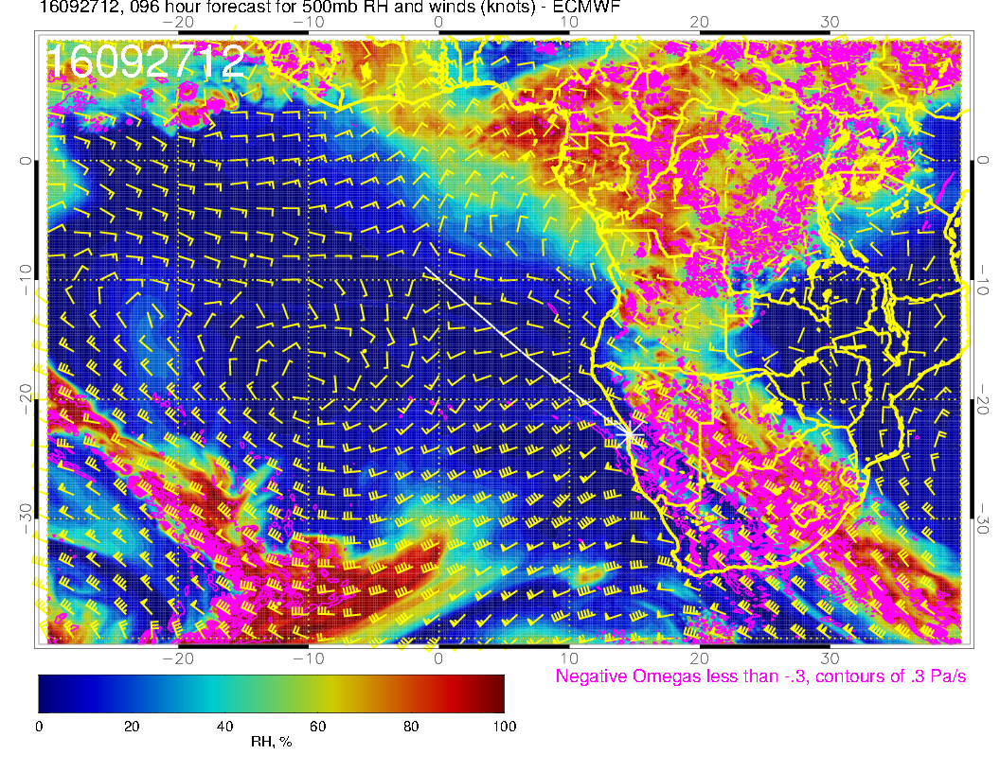 16092712, 096 hour forecast for 500mb RH and winds (knots) - ECMWF
−20 −10 0 10 20 30
16092712
0 0
−10 −10
−20 −20
−30 −30
−20 −10 0 10 20 30
Negative Omegas less than -.3, contours of .3 Pa/s
0 20 40 60 80 100
RH, %